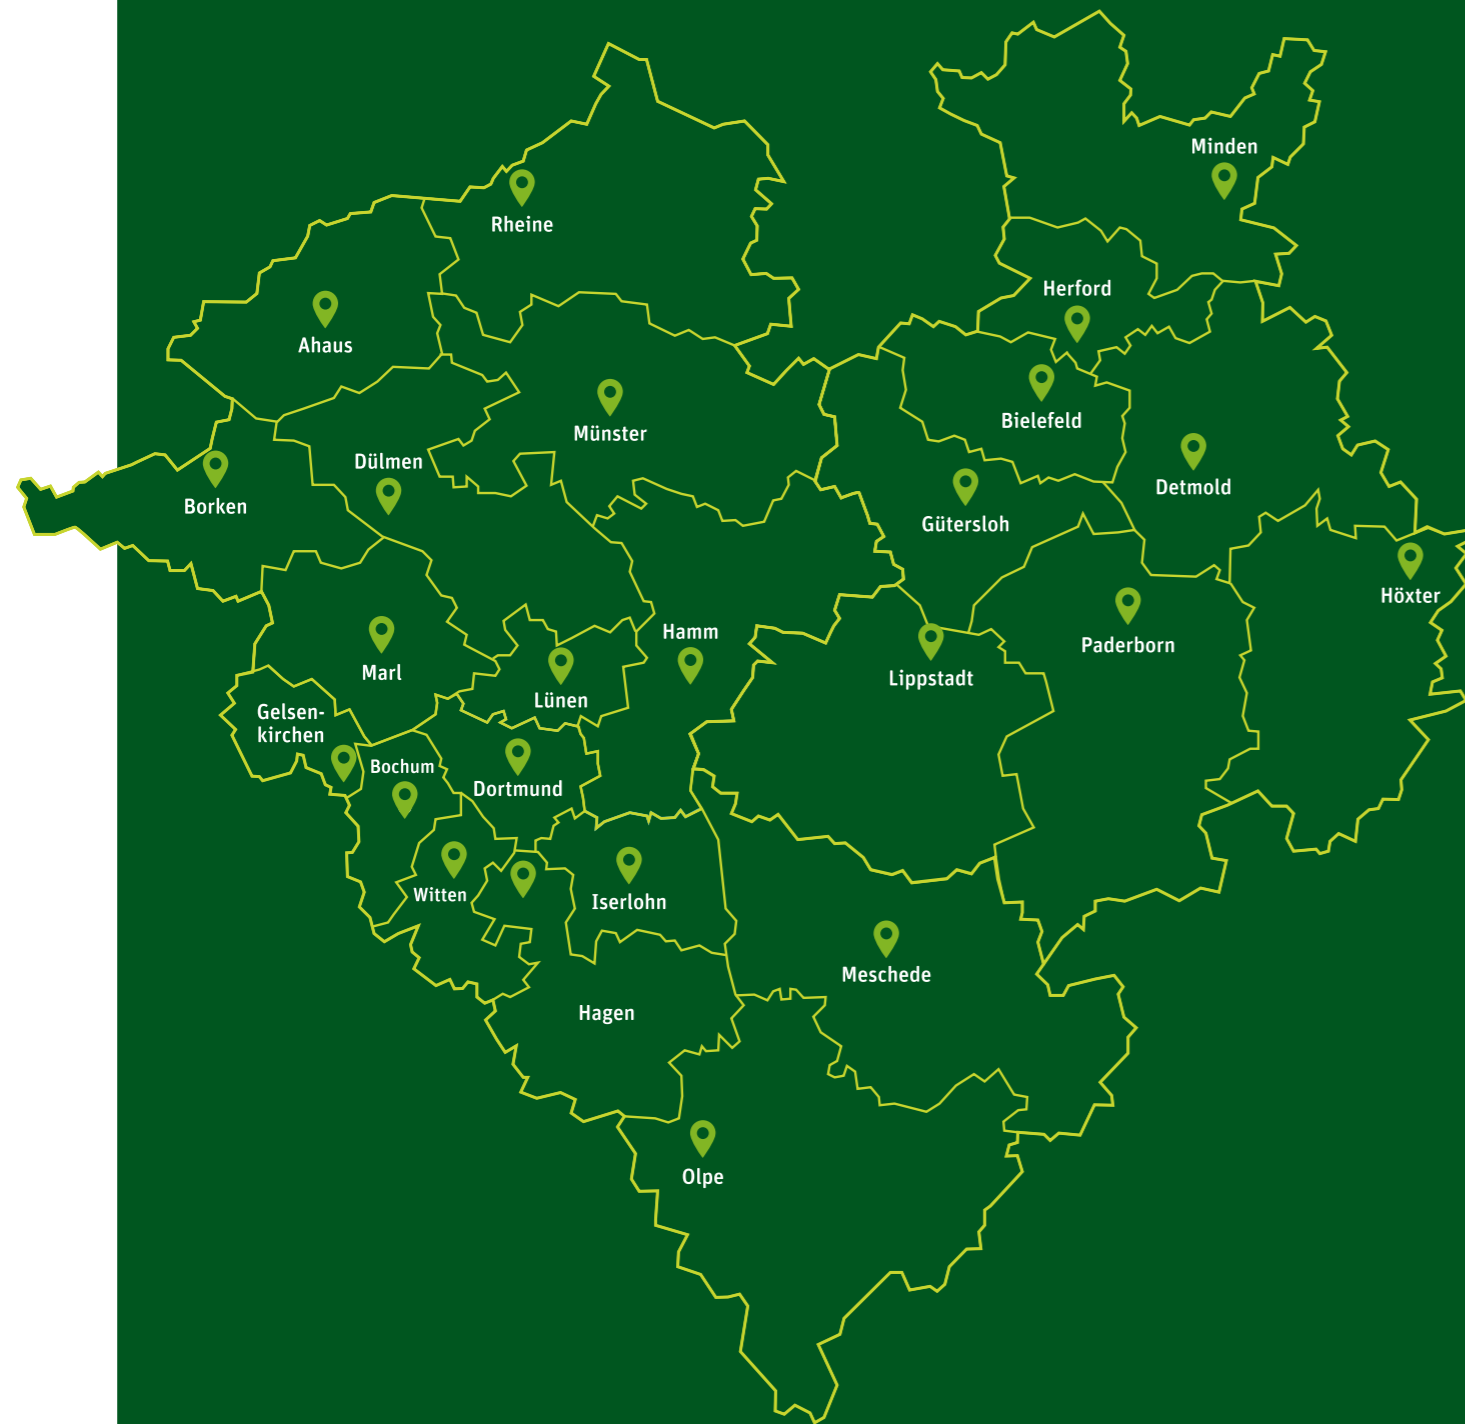 Minden
Rheine
Herford
Ahaus
Bielefeld
Münster
Dülmen
Detmold
Borken
Gütersloh
Höxter
Hamm
Paderborn
Marl
Lippstadt
Lünen
Gelsen-
kirchen
Bochum
Dortmund
Witten
Iserlohn
Meschede
Hagen
Olpe